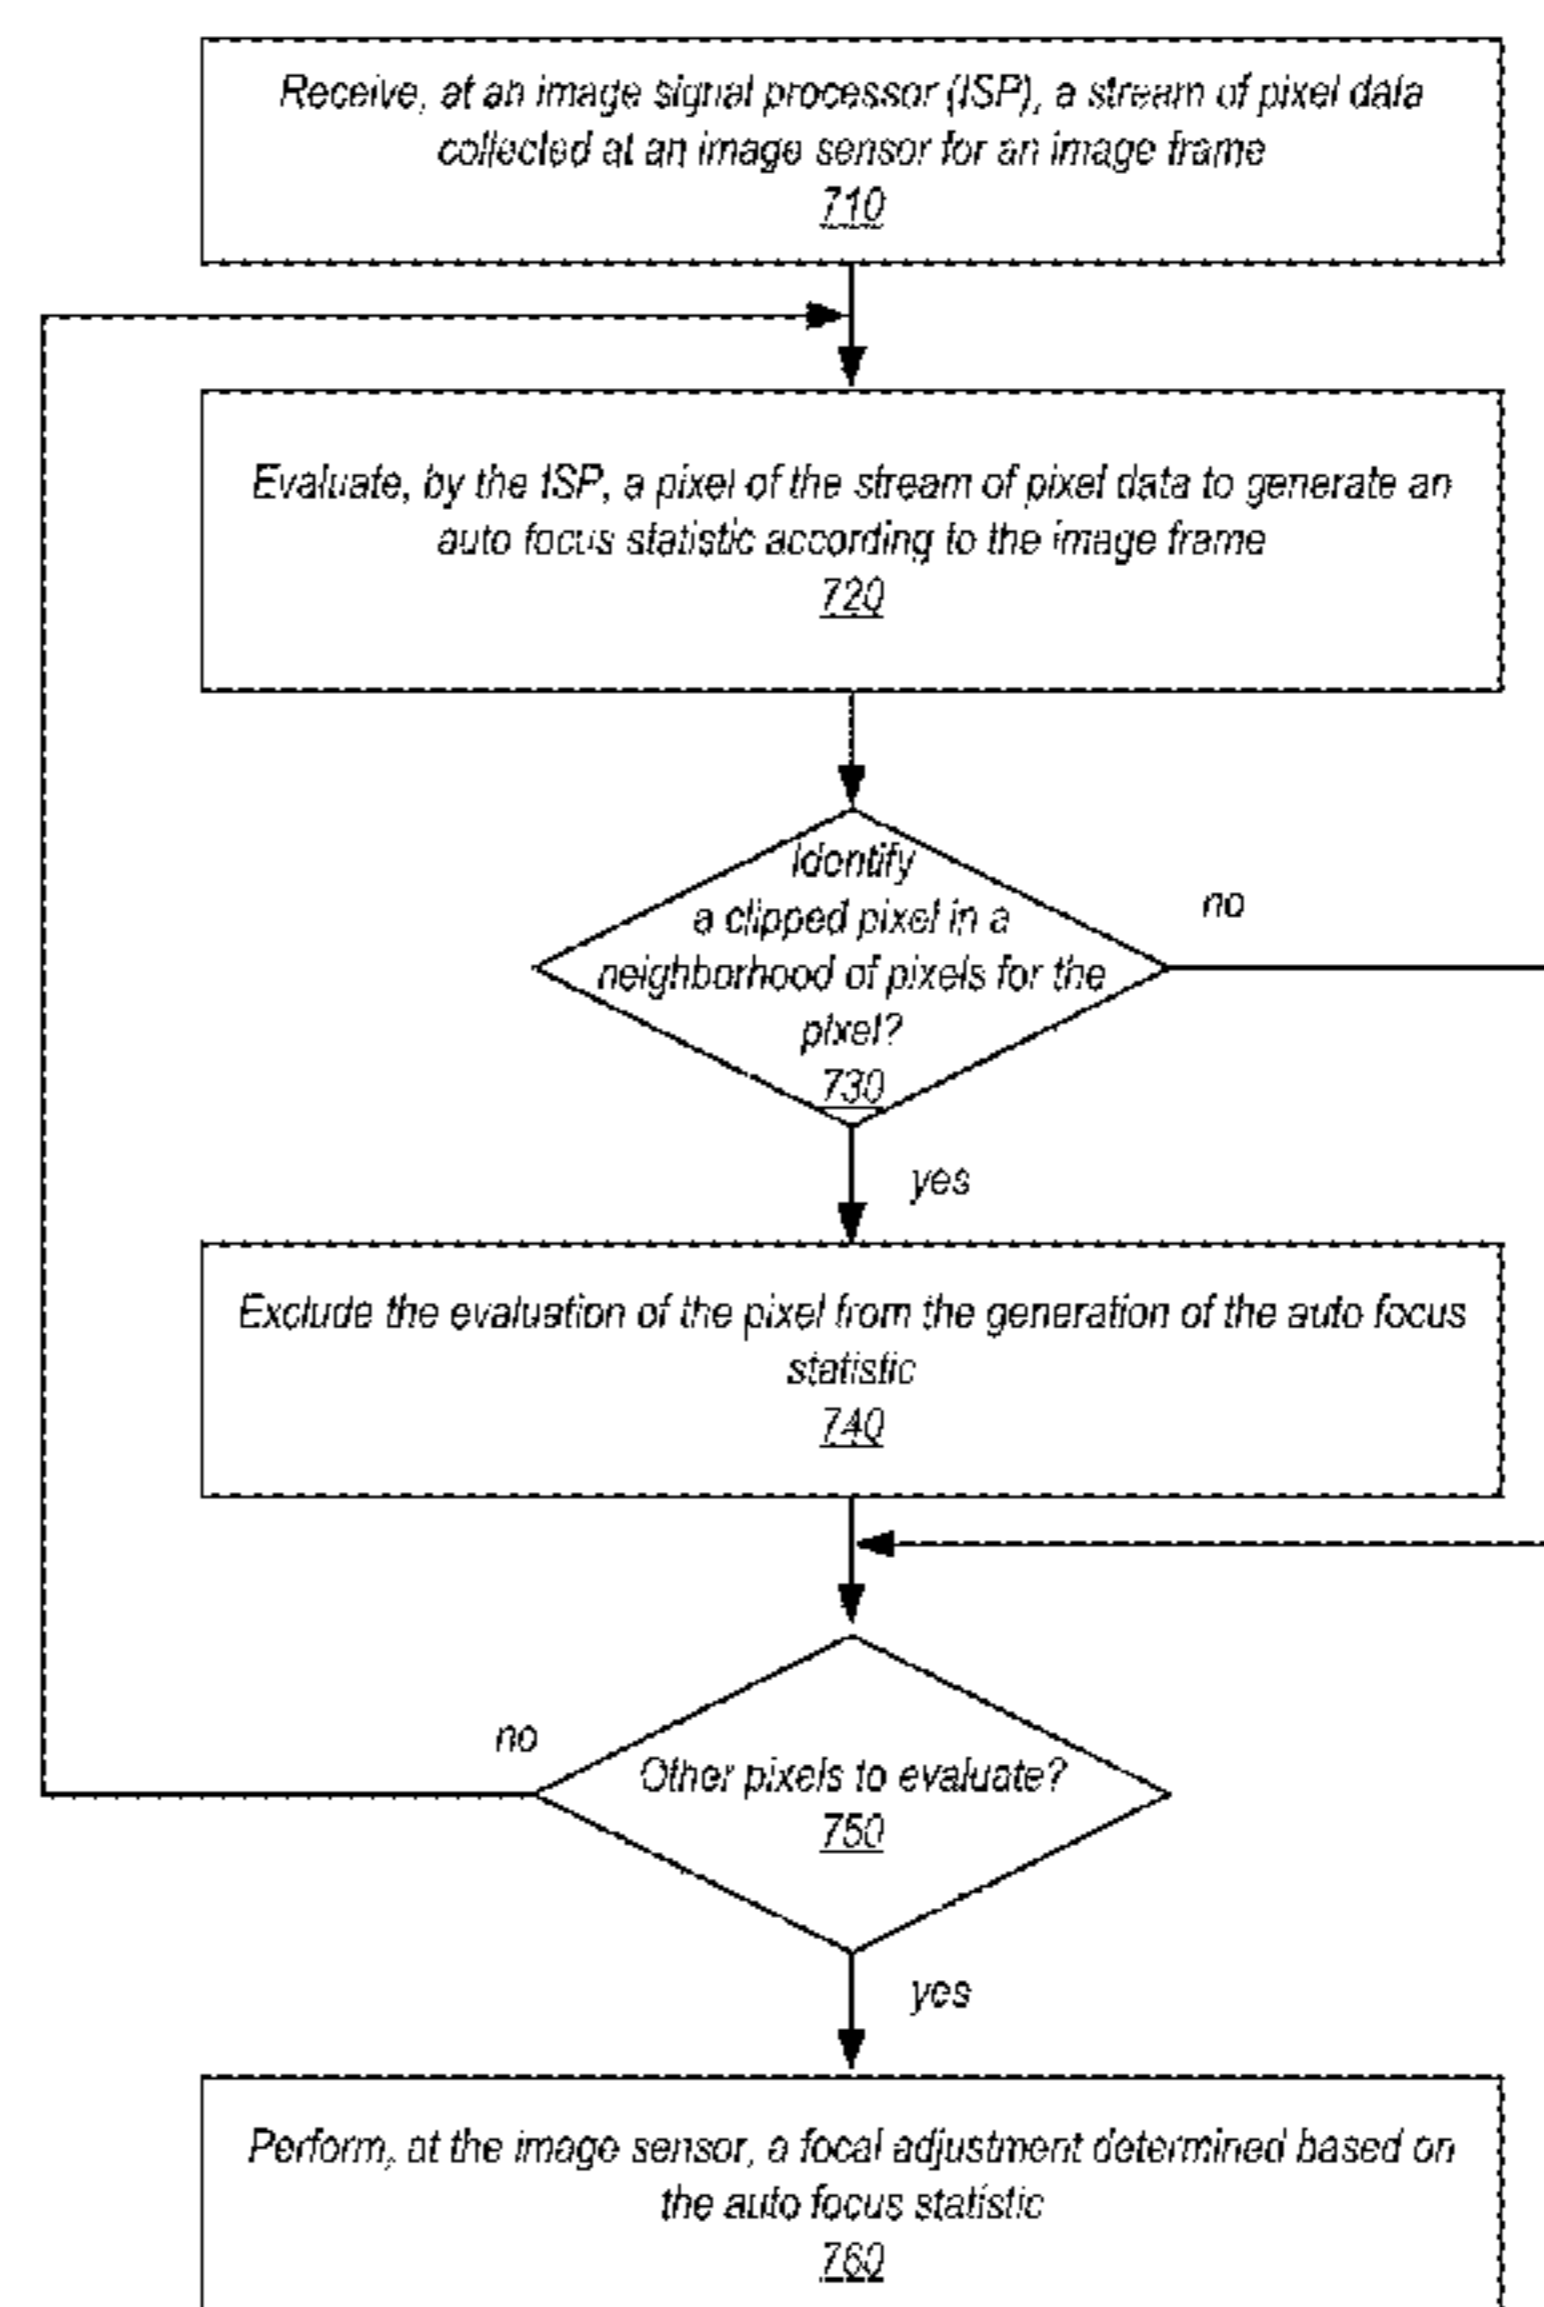 Receive, at an image signal processor (ISP), a stream of pixel data
collected at an image sensor for an image frame
710
Evaluate, by the ISP, a pixel of the stream of pixel data to generate an
auto focus statistic according to the image frame
720
Identify
a clipped pixel in a
neighborhood of pixels for the
pixel?
730
no
yes
Exclude the evaluation of the pixel from the generation of the auto focus
statistic
740
no
Other pixels to evaluate?
750
yes
Perform, at the image sensor, a focal adjustment determined based on
the auto focus statistic
760